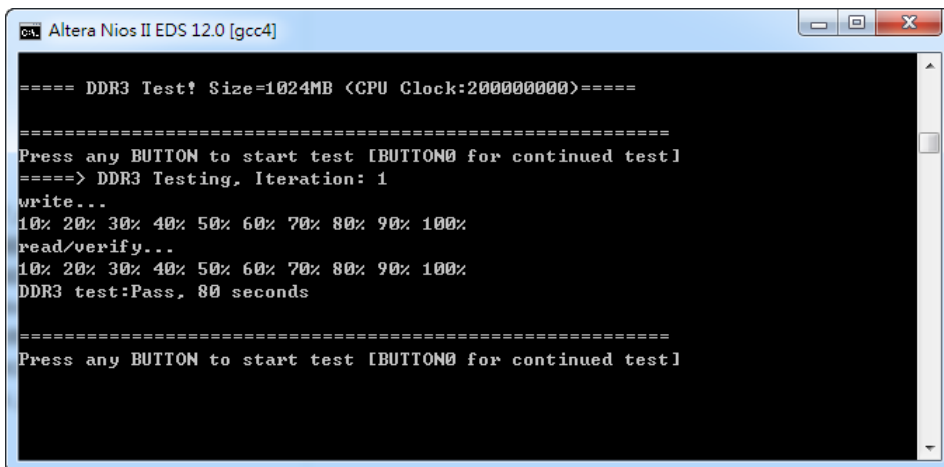 Altera Nios II EDS 12.0 [gcc4]
===== DDR3 Test! Size=1024MB (CPU Clock:200000000)=====
==========================================================
Press any BUTTON to start test [BUTTON0 for continued test]
=====> DDR3 Testing, Iteration: 1
write...
10% 20% 30% 40% 50% 60% 70% 80% 90% 100%
read/verify...
10% 20% 30% 40% 50% 60% 70% 80% 90% 100%
DDR3 test:Pass, 80 seconds
==========================================================
Press any BUTTON to start test [BUTTON0 for continued test]